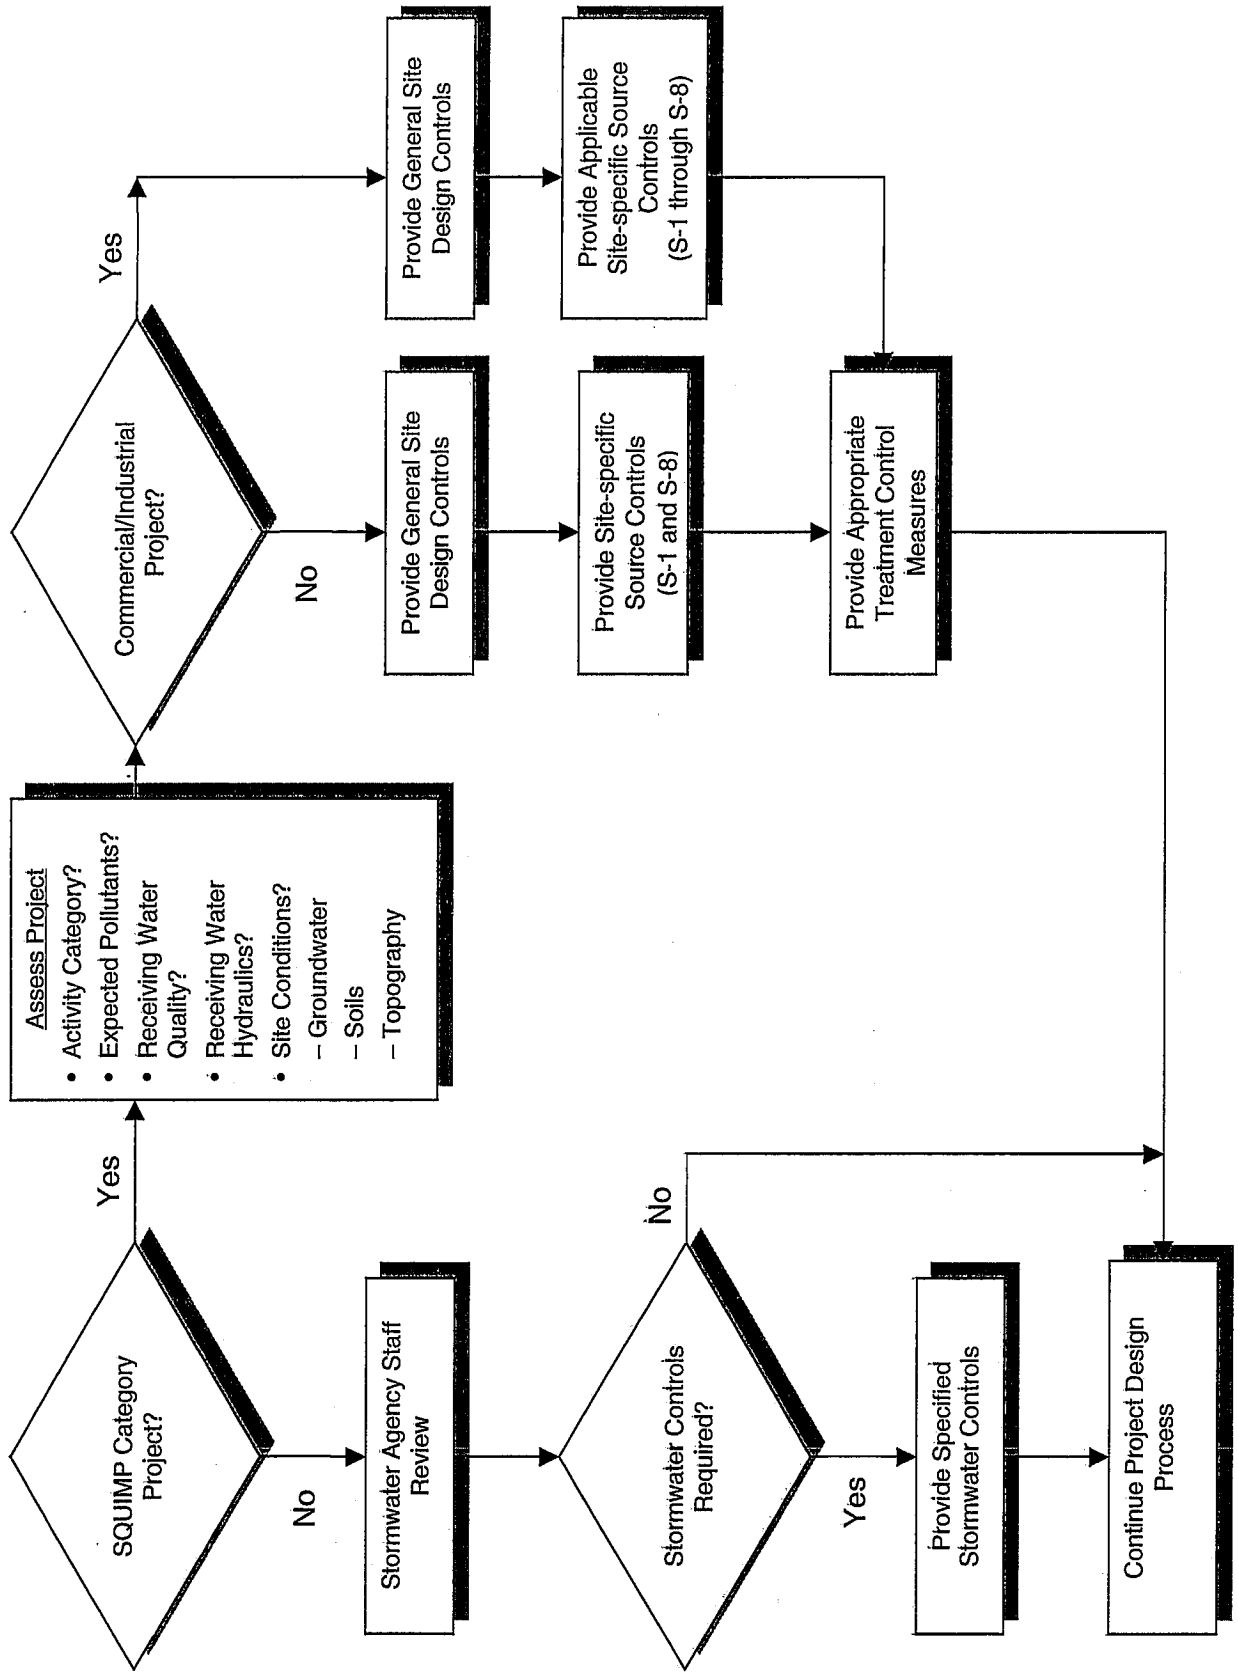 SQUIMP Category
Project?
Yes
No
Stormwater Agency Staff
Review
Stormwater Controls
Required?
No
Yes
Provide Specified
Stormwater Controls
Continue Project Design
Process
Assess Project
• Activity Category?
• Expected Pollutants?
• Receiving Water
Quality?
• Receiving Water
Hydraulics?
• Site Conditions?
– Groundwater
– Soils
– Topography
Commercial/Industrial
Project?
Yes
No
Provide General Site
Design Controls
Provide Site-specific
Source Controls
(S-1 and S-8)
Provide Appropriate
Treatment Control
Measures
Provide General Site
Design Controls
Provide Applicable
Site-specific Source
Controls
(S-1 through S-8)